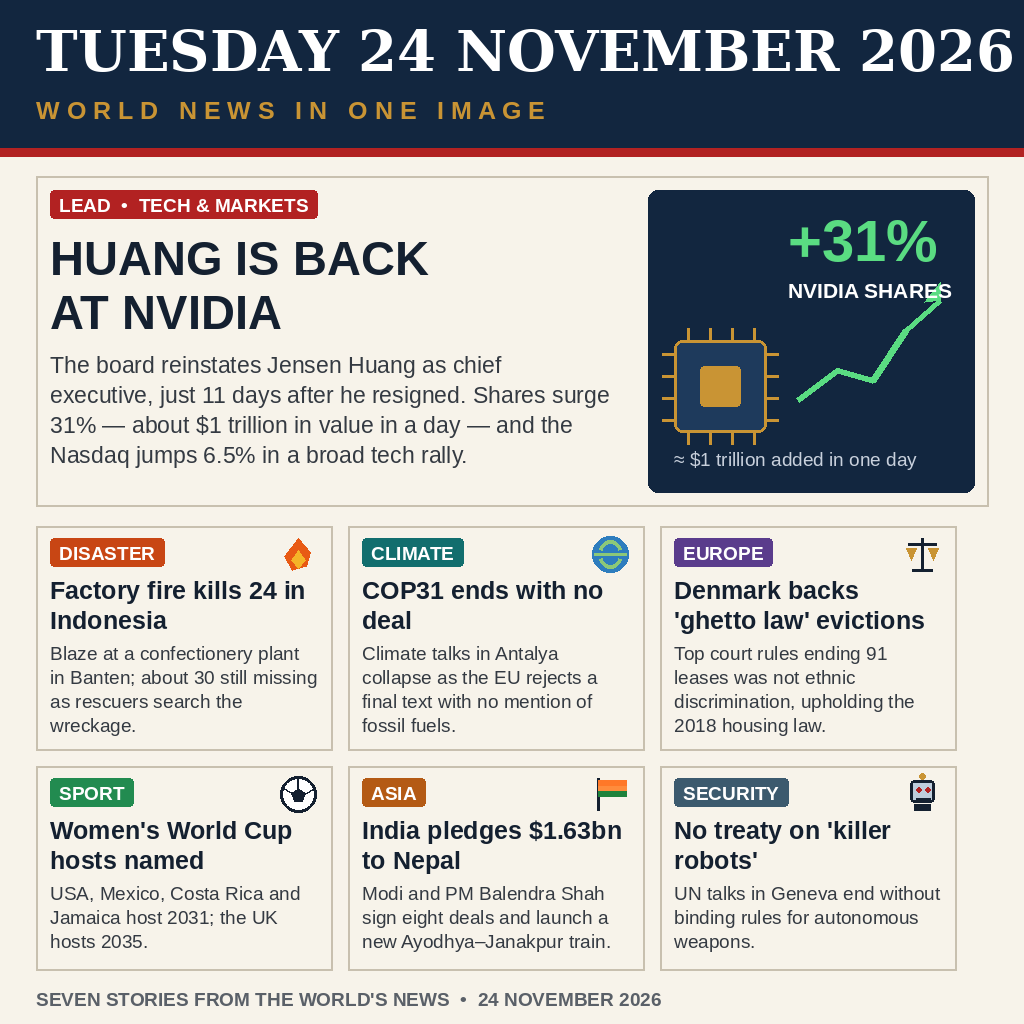 TUESDAY 24 NOVEMBER 2026
WORLD NEWS IN ONE IMAGE
LEAD • TECH & MARKETS
HUANG IS BACK
AT NVIDIA
The board reinstates Jensen Huang as chief
executive, just 11 days after he resigned. Shares surge
31% — about $1 trillion in value in a day — and the
Nasdaq jumps 6.5% in a broad tech rally.
+31%
NVIDIA SHARES
≈ $1 trillion added in one day
DISASTER
Factory fire kills 24 in
Indonesia
Blaze at a confectionery plant
in Banten; about 30 still missing
as rescuers search the
wreckage.
CLIMATE
COP31 ends with no
deal
Climate talks in Antalya
collapse as the EU rejects a
final text with no mention of
fossil fuels.
EUROPE
Denmark backs
'ghetto law' evictions
Top court rules ending 91
leases was not ethnic
discrimination, upholding the
2018 housing law.
SPORT
Women's World Cup
hosts named
USA, Mexico, Costa Rica and
Jamaica host 2031; the UK
hosts 2035.
ASIA
India pledges $1.63bn
to Nepal
Modi and PM Balendra Shah
sign eight deals and launch a
new Ayodhya–Janakpur train.
SECURITY
No treaty on 'killer
robots'
UN talks in Geneva end without
binding rules for autonomous
weapons.
SEVEN STORIES FROM THE WORLD'S NEWS • 24 NOVEMBER 2026